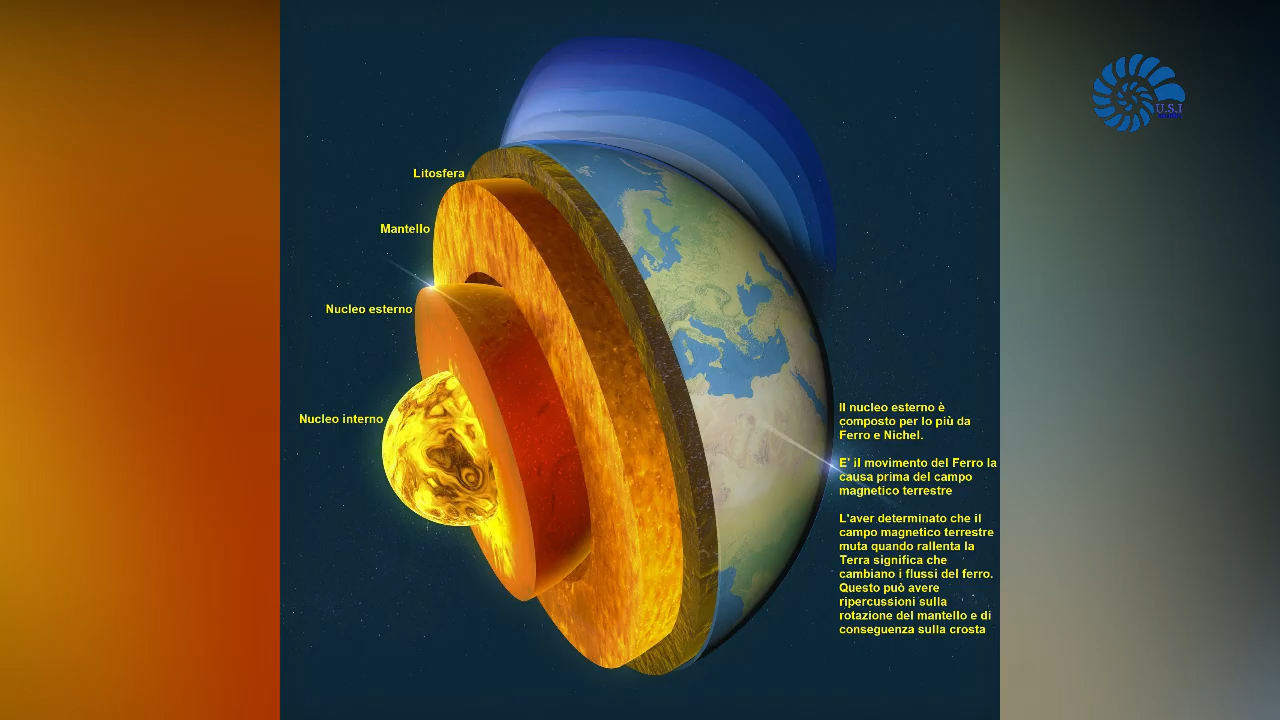 Litosfera
Mantello
Nucleo esterno
Nucleo interno
Il nucleo esterno è
composto per lo più da
Ferro e Nichel.
E' il movimento del Ferro la
causa prima del campo
magnetico terrestre
L'aver determinato che il
campo magnetico terrestre
muta quando rallenta la
Terra significa che
cambiano i flussi del ferro.
Questo può avere
ripercussioni sulla
rotazione del mantello e di
conseguenza sulla crosta
U.S.I